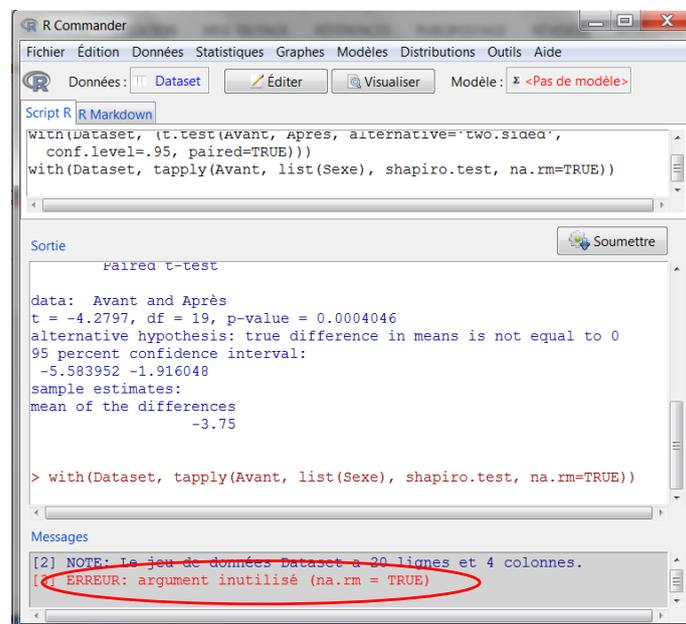 R Commander
Fichier Édition Données Statistiques Graphes Modèles Distributions Outils Aide
Données : Dataset Éditer Visualiser Modèle : Σ <Pas de modèle>
Script R R Markdown
with(Dataset, (t.test(Avant, Après, alternative='two.sided',
conf.level=.95, paired=TRUE)))
with(Dataset, tapply(Avant, list(Sexe), shapiro.test, na.rm=TRUE))
Sortie Soumettre
Paired t-test
data: Avant and Après
t = -4.2797, df = 19, p-value = 0.0004046
alternative hypothesis: true difference in means is not equal to 0
95 percent confidence interval:
-5.583952 -1.916048
sample estimates:
mean of the differences
-3.75
> with(Dataset, tapply(Avant, list(Sexe), shapiro.test, na.rm=TRUE))
Messages
[2] NOTE: Le jeu de données Dataset a 20 lignes et 4 colonnes.
[3] ERREUR: argument inutilisé (na.rm = TRUE)